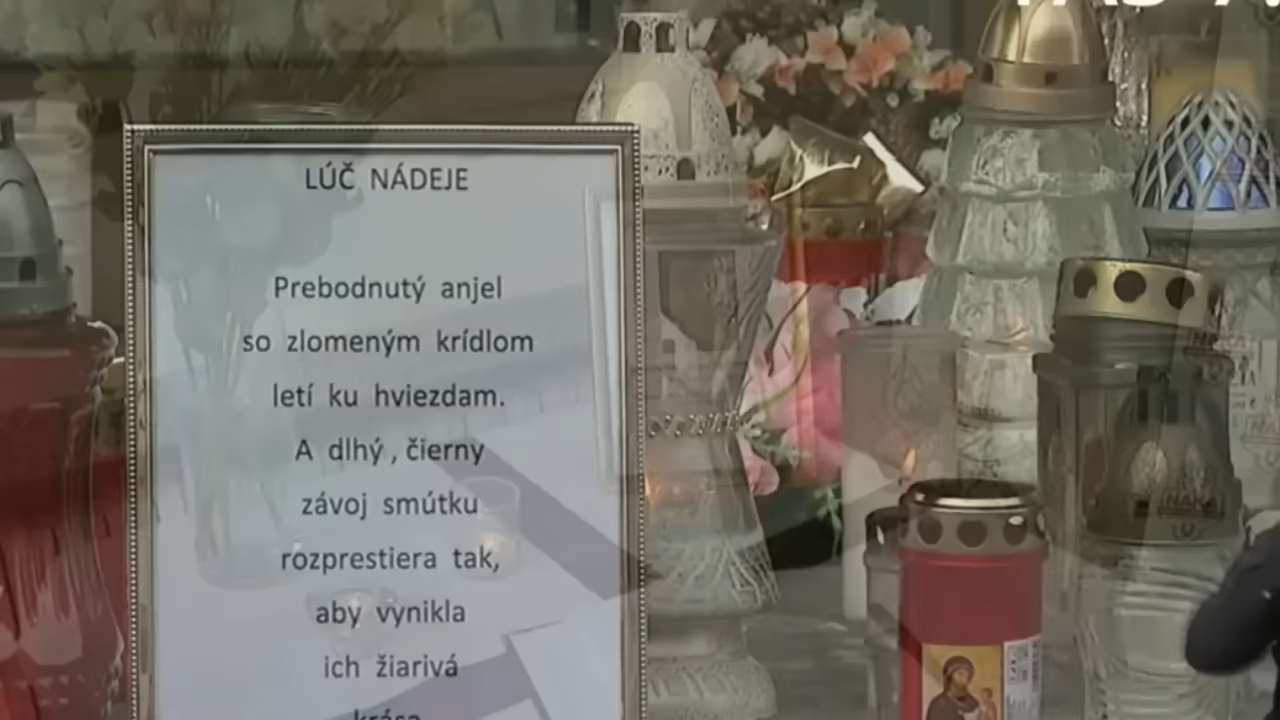 LÚČ NÁDEJE
Prebodnutý anjel
so zlomeným krídlom
letí ku hviezdam.
A dlhý, čierny
závoj smútku
rozprestiera tak,
aby vynikla
ich žiarivá
krása